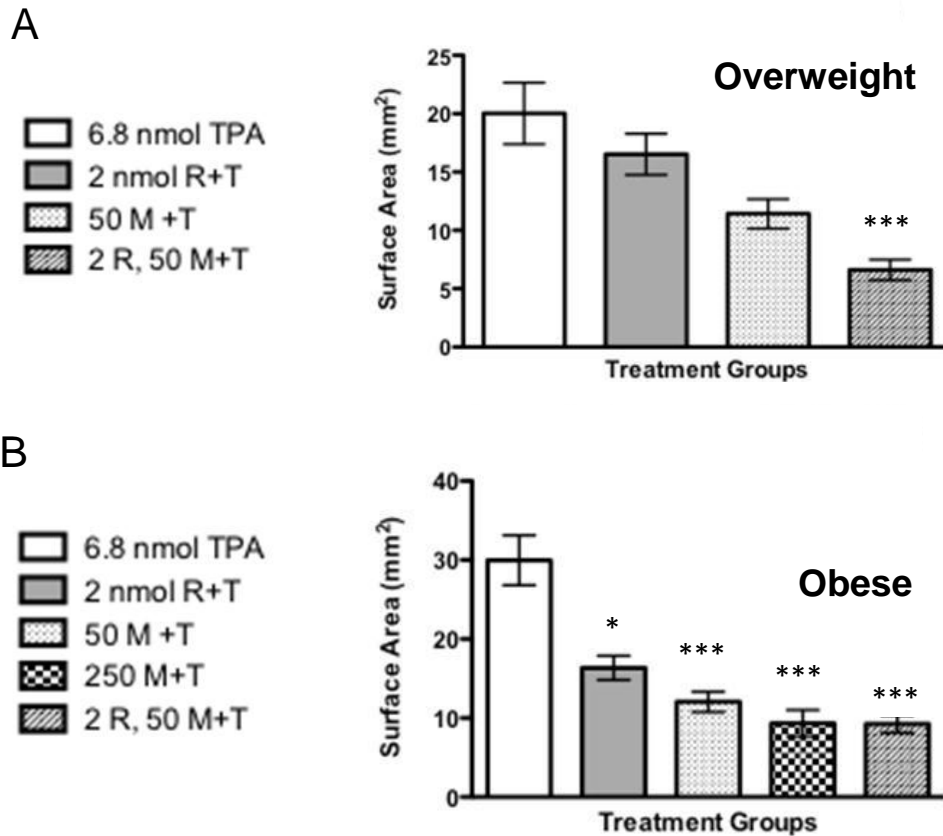 A
Overweight
6.8 nmol TPA
2 nmol R+T
50 M +T
2 R, 50 M+T
Surface Area (mm²)
25
20
15
10
5
0
***
Treatment Groups
B
Obese
6.8 nmol TPA
2 nmol R+T
50 M +T
250 M+T
2 R, 50 M+T
Surface Area (mm²)
40
30
20
10
0
*
***
***
***
Treatment Groups